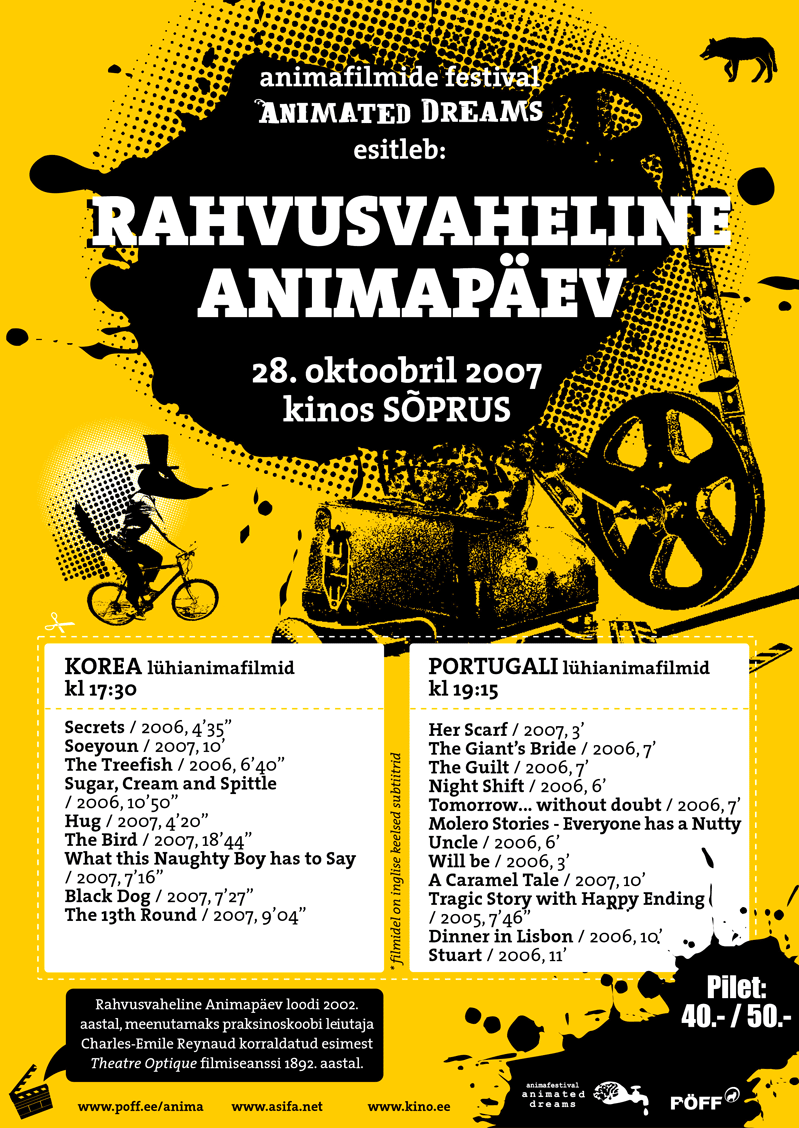 animafilmide festival
ANIMATED DREAMS
esitleb:
RAHVUSVAHELINE
ANIMAPÄEV
28. oktoobril 2007
kinos SÕPRUS
KOREA lühianimafilmid
kl 17:30
Secrets / 2006, 4’35”
Soeyoun / 2007, 10’
The Treefish / 2006, 6’40”
Sugar, Cream and Spittle
/ 2006, 10’50”
Hug / 2007, 4’20”
The Bird / 2007, 18’44”
What this Naughty Boy has to Say
/ 2007, 7’16”
Black Dog / 2007, 7’27”
The 13th Round / 2007, 9’04”
*filmidel on inglise keelsed subtiitrid
PORTUGALI lühianimafilmid
kl 19:15
Her Scarf / 2007, 3’
The Giant’s Bride / 2006, 7’
The Guilt / 2006, 7’
Night Shift / 2006, 6’
Tomorrow... without doubt / 2006, 7’
Molero Stories - Everyone has a Nutty
Uncle / 2006, 6’
Will be / 2006, 3’
A Caramel Tale / 2007, 10’
Tragic Story with Happy Ending
/ 2005, 7’46”
Dinner in Lisbon / 2006, 10’
Stuart / 2006, 11’
Pilet:
40.- / 50.-
Rahvusvaheline Animapäev loodi 2002.
aastal, meenutamaks praksinoskoobi leiutaja
Charles-Emile Reynaud korraldatud esimest
Theatre Optique filmiseanssi 1892. aastal.
www.poff.ee/anima www.asifa.net www.kino.ee
animafestival
animated
dreams
PÖFF